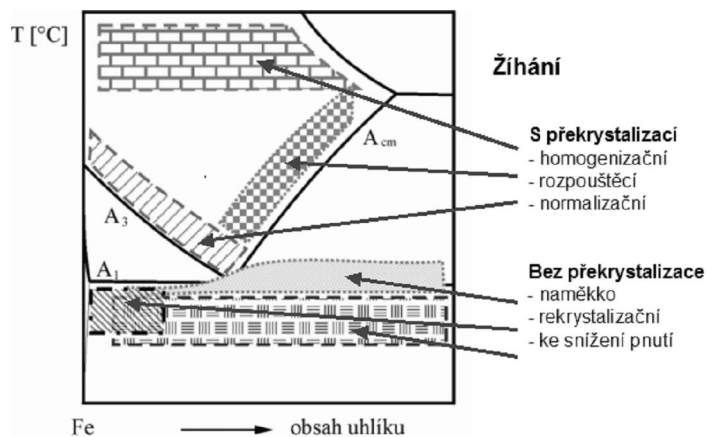 T [°C]
Žíhání
S překrystalizací
- homogenizační
- rozpouštěcí
- normalizační
Acm
A3
A1
Bez překrystalizace
- naměkko
- rekrystalizační
- ke snížení pnutí
Fe
obsah uhlíku